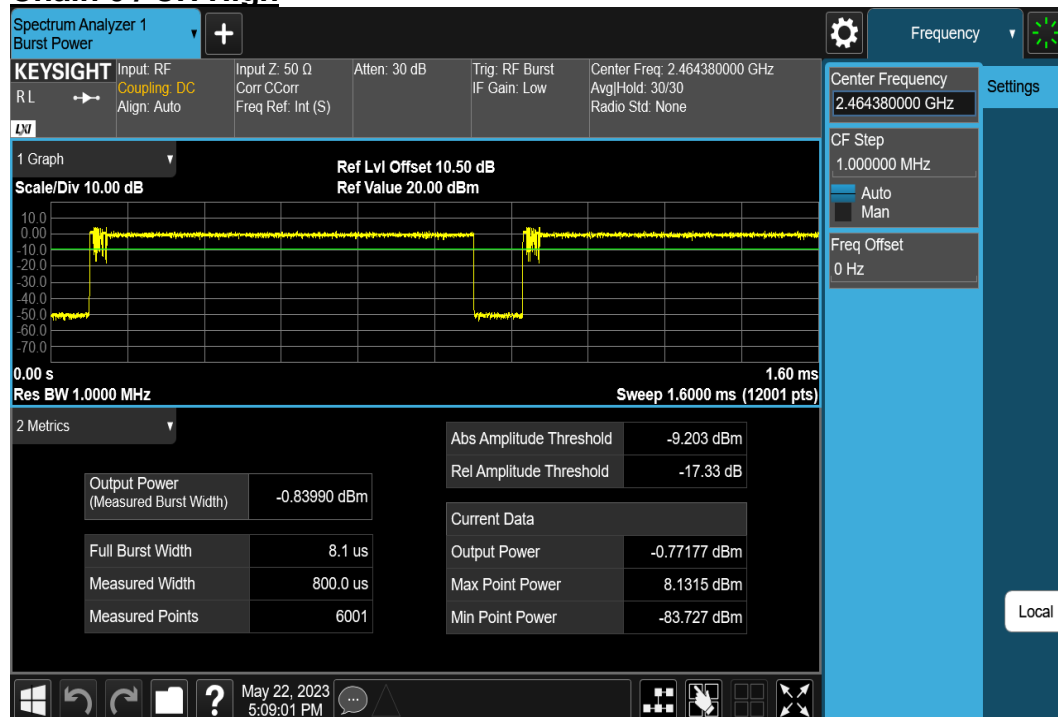 Spectrum Analyzer 1
Burst Power
+
Frequency
KEYSIGHT
R L
LXI
Input: RF
Coupling: DC
Align: Auto
Input Z: 50 Ω
Corr CCorr
Freq Ref: Int (S)
Atten: 30 dB
Trig: RF Burst
IF Gain: Low
Center Freq: 2.464380000 GHz
Avg|Hold: 30/30
Radio Std: None
Center Frequency
2.464380000 GHz
Settings
CF Step
1.000000 MHz
Auto
Man
Freq Offset
0 Hz
Local
1 Graph
Scale/Div 10.00 dB
Ref Lvl Offset 10.50 dB
Ref Value 20.00 dBm
10.0
0.00
-10.0
-20.0
-30.0
-40.0
-50.0
-60.0
-70.0
0.00 s
1.60 ms
Res BW 1.0000 MHz
Sweep 1.6000 ms (12001 pts)
2 Metrics
Output Power
(Measured Burst Width)
-0.83990 dBm
Full Burst Width 8.1 us
Measured Width 800.0 us
Measured Points 6001
Abs Amplitude Threshold -9.203 dBm
Rel Amplitude Threshold -17.33 dB
Current Data
Output Power -0.77177 dBm
Max Point Power 8.1315 dBm
Min Point Power -83.727 dBm
?
May 22, 2023
5:09:01 PM